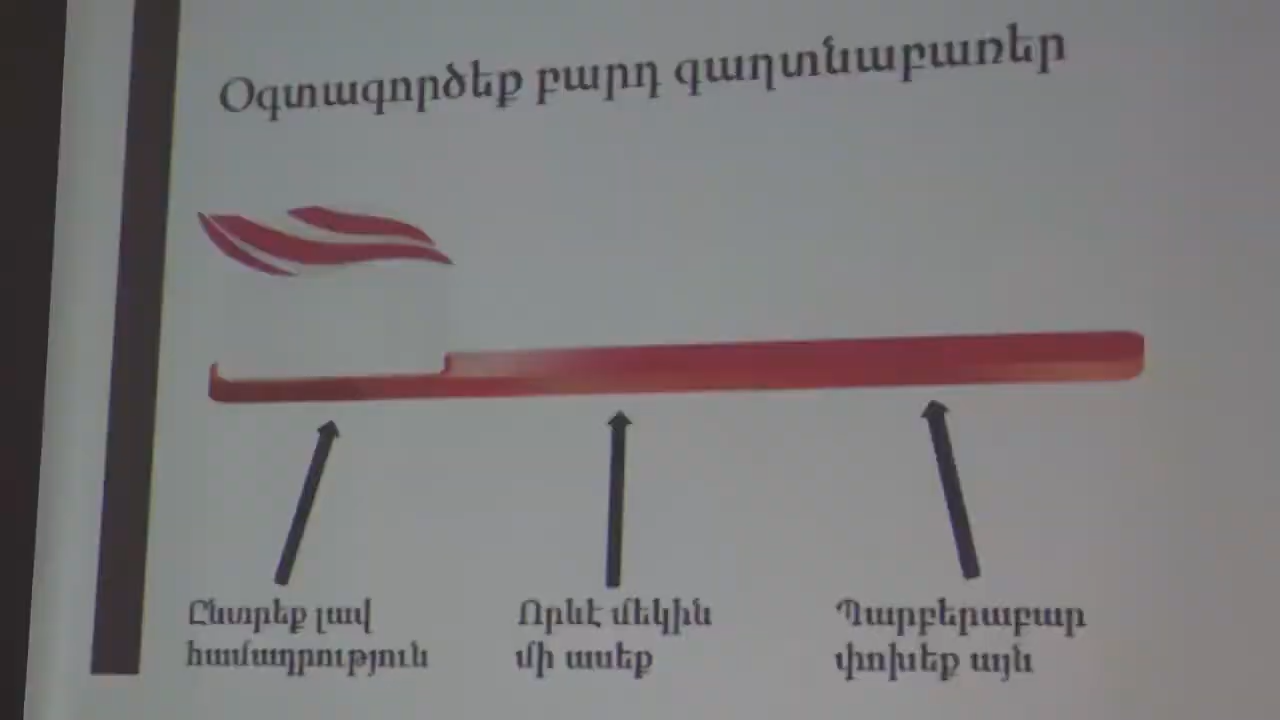 Օգտագործեք բարդ գաղտնաբառեր
Ընտրեք լավ
համադրություն
Որևէ մեկին
մի ասեք
Պարբերաբար
փոխեք այն